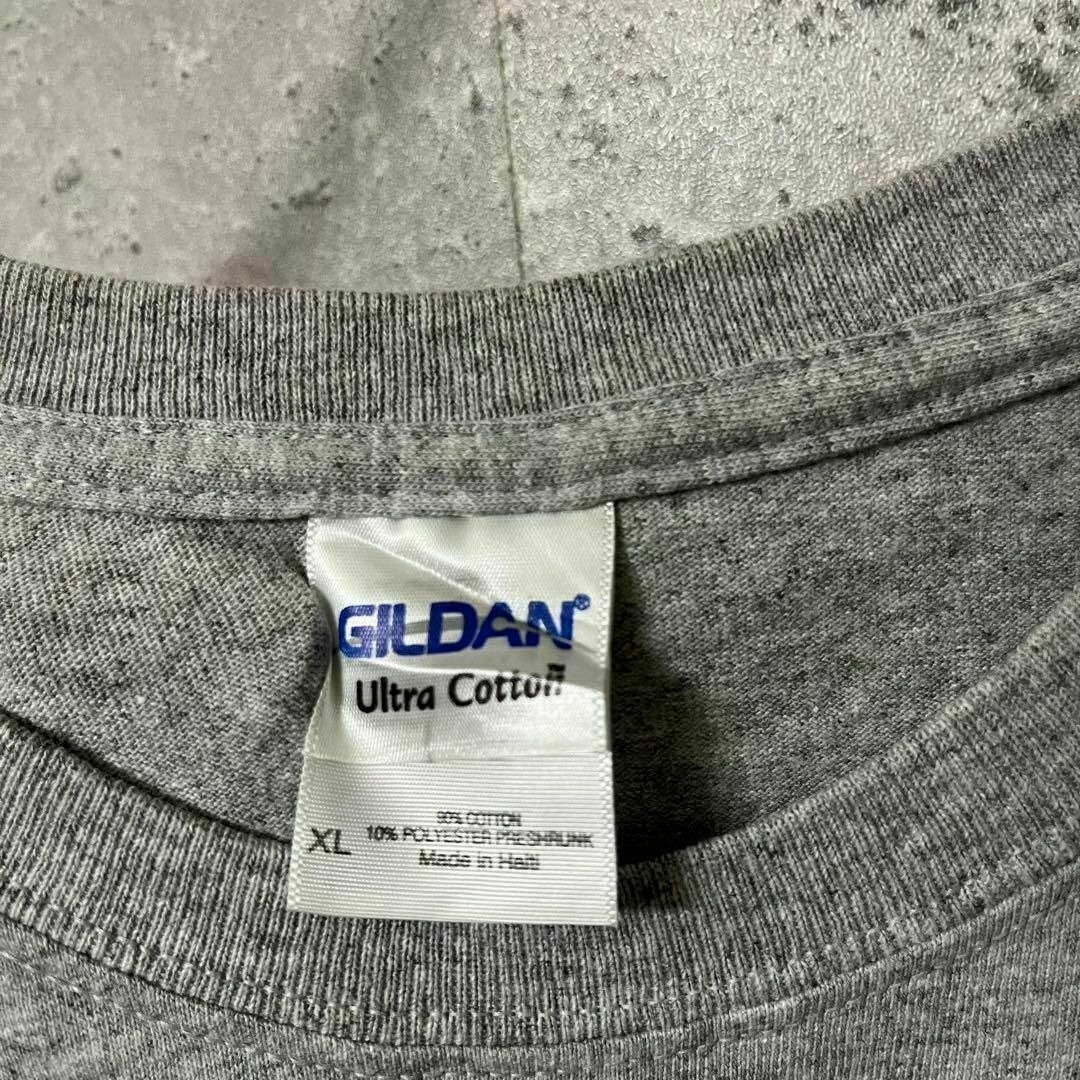 GILDAN®
Ultra Cotton
90% COTTON
XL 10% POLYESTER PRESHRUNK
Made in Haiti